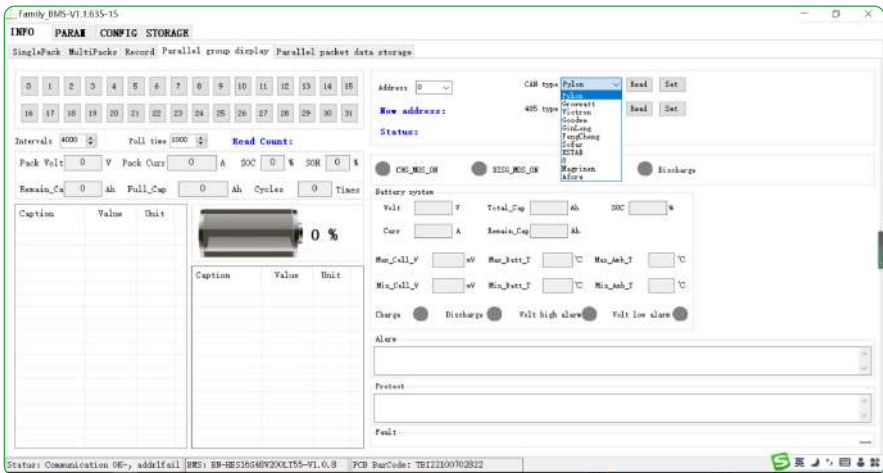 Family_BMS-V1.1.635-15
INFO PARAM CONFIG STORAGE
SinglePack MultiPacks Record Parallel group display Parallel packet data storage
0 1 2 3 4 5 6 7 8 9 10 11 12 13 14 15
16 17 18 19 20 21 22 23 24 25 26 27 28 29 30 31
Intervals 4000 Poll time 1000 Read Count:
Pack Volt 0 V Pack Curr 0 A SOC 0 % SOH 0 %
Remain_Ca 0 Ah Full_Cap 0 Ah Cycles 0 Times
Caption Value Unit
0 %
Caption Value Unit
Address 0
Now address:
Status:
CAN type Pylon Read Set
485 type Read Set
Pylon
Growatt
Victron
Goodwe
GinLong
FengCheng
Sofar
Magrinen
Afore
CHG_MOS_ON DISG_MOS_ON Discharge
Battery system
Volt V Total_Cap Ah SOC %
Curr A Remain_Cap Ah
Max_Cell_V mV Max_Batt_T ℃ Max_Amb_T ℃
Min_Cell_V mV Min_Batt_T ℃ Min_Amb_T ℃
Charge Discharge Volt high alarm Volt low alarm
Alarm
Protect
Fault
Status: Communication OK~, addr1fail BMS: BN-HES16S48V200LT55-V1.0.8 PCB BarCode: TBI22100702822
英